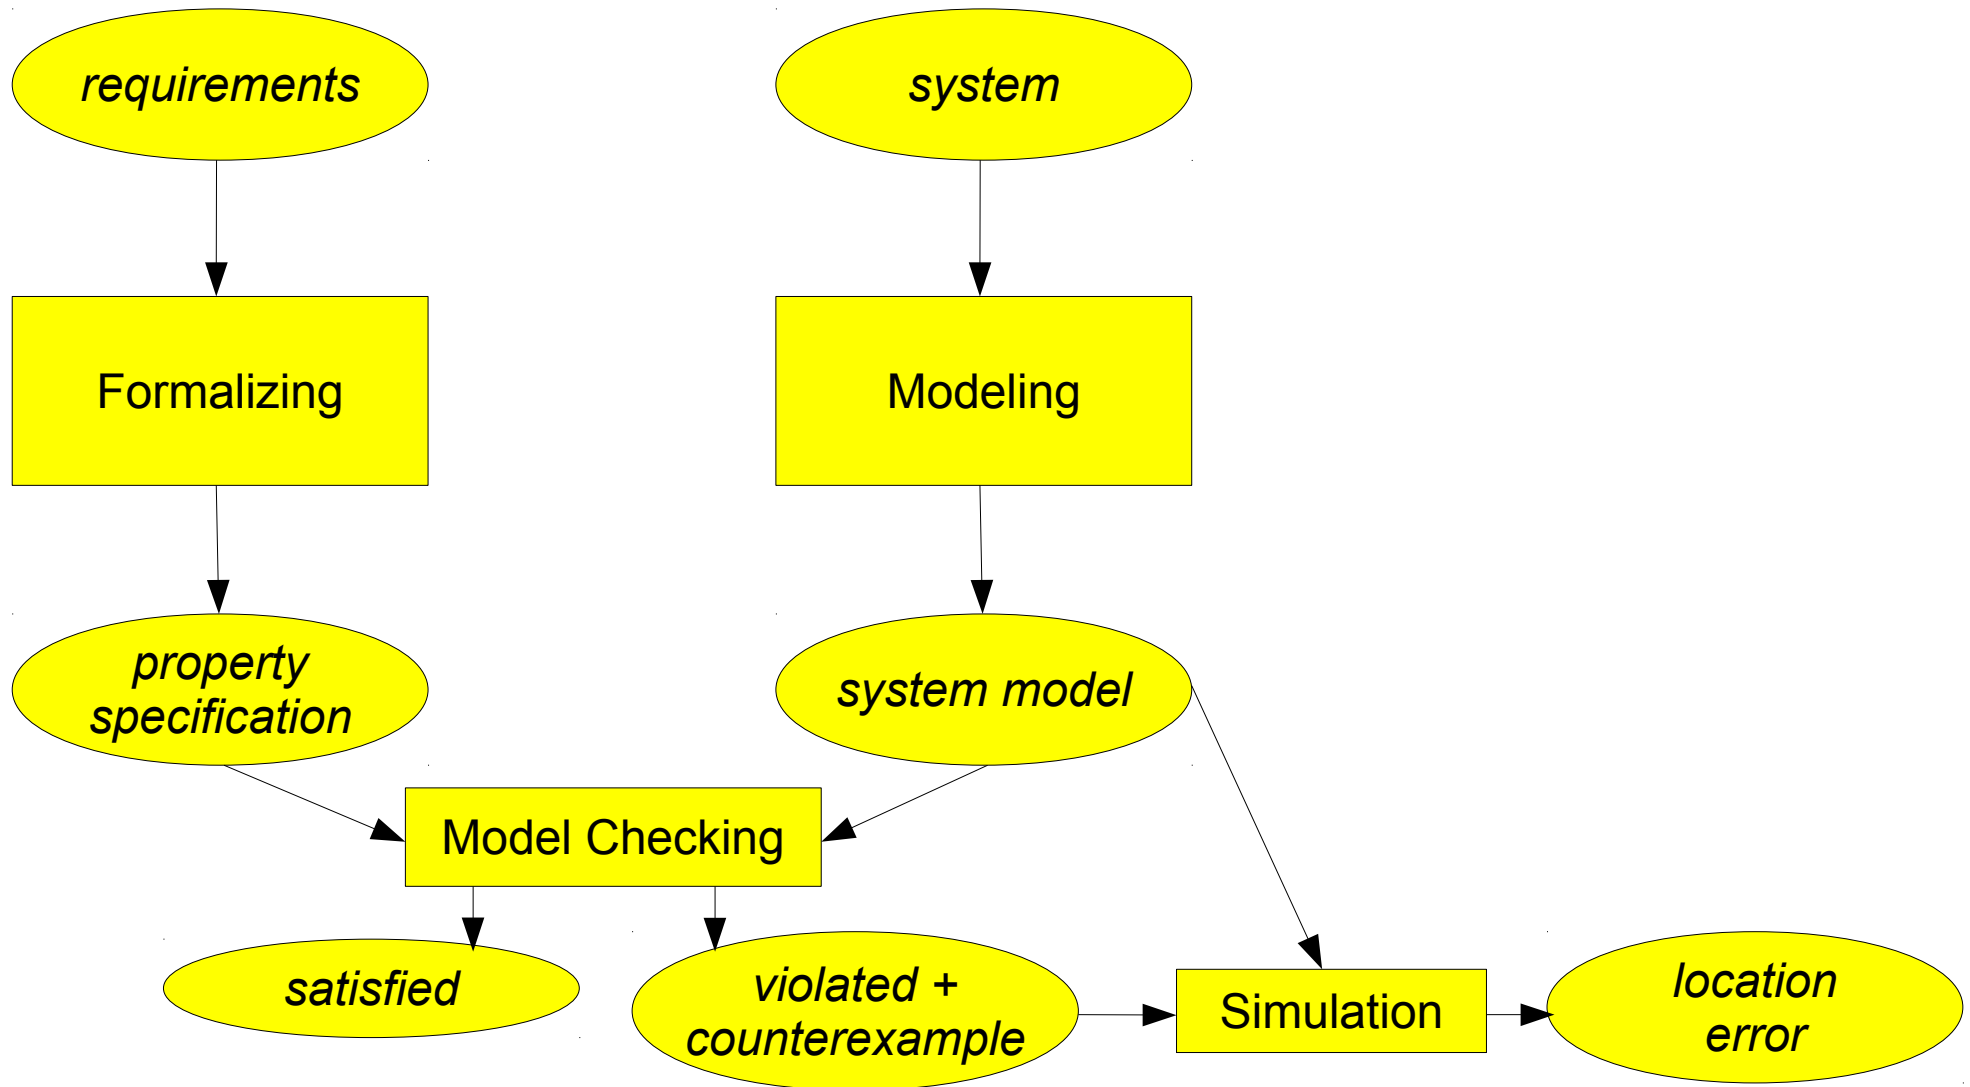 requirements
system
Formalizing
Modeling
property
specification
system model
Model Checking
satisfied
violated +
counterexample
Simulation
location
error